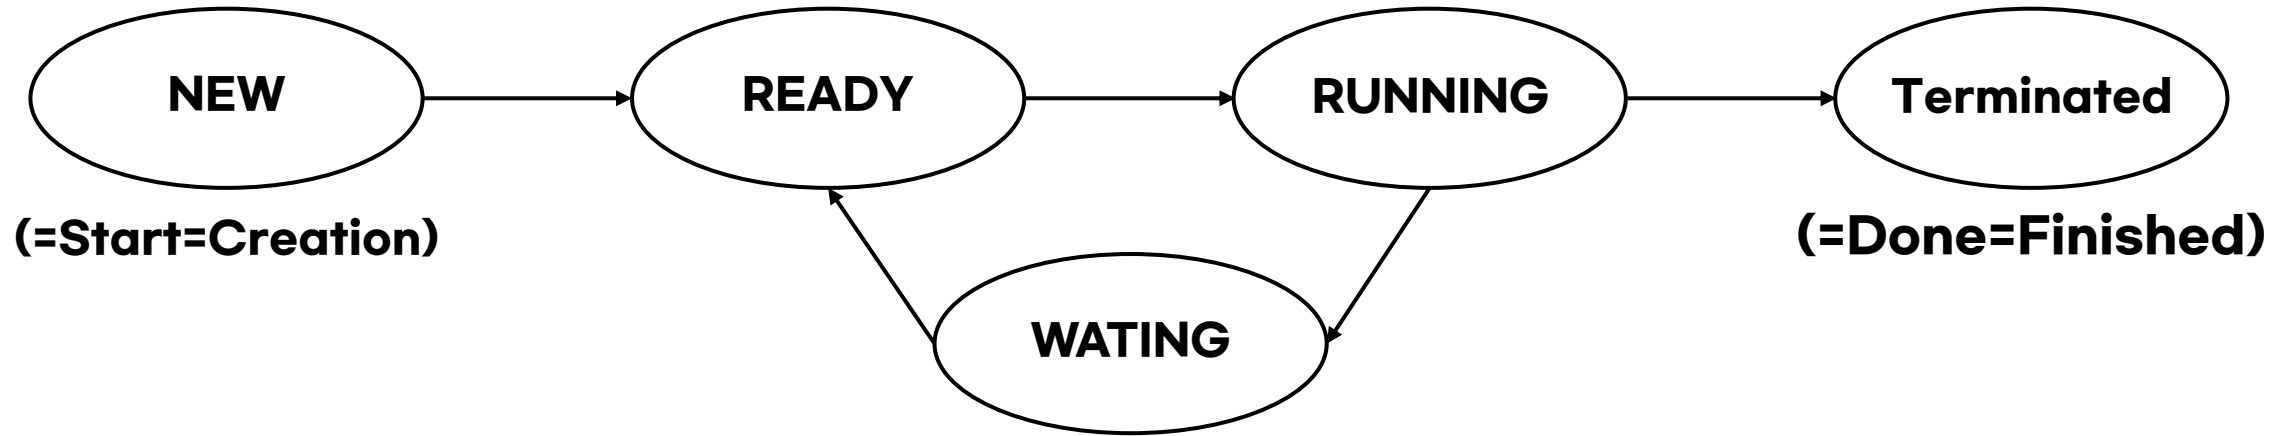 NEW
READY
RUNNING
Terminated
(=Start=Creation)
(=Done=Finished)
WATING